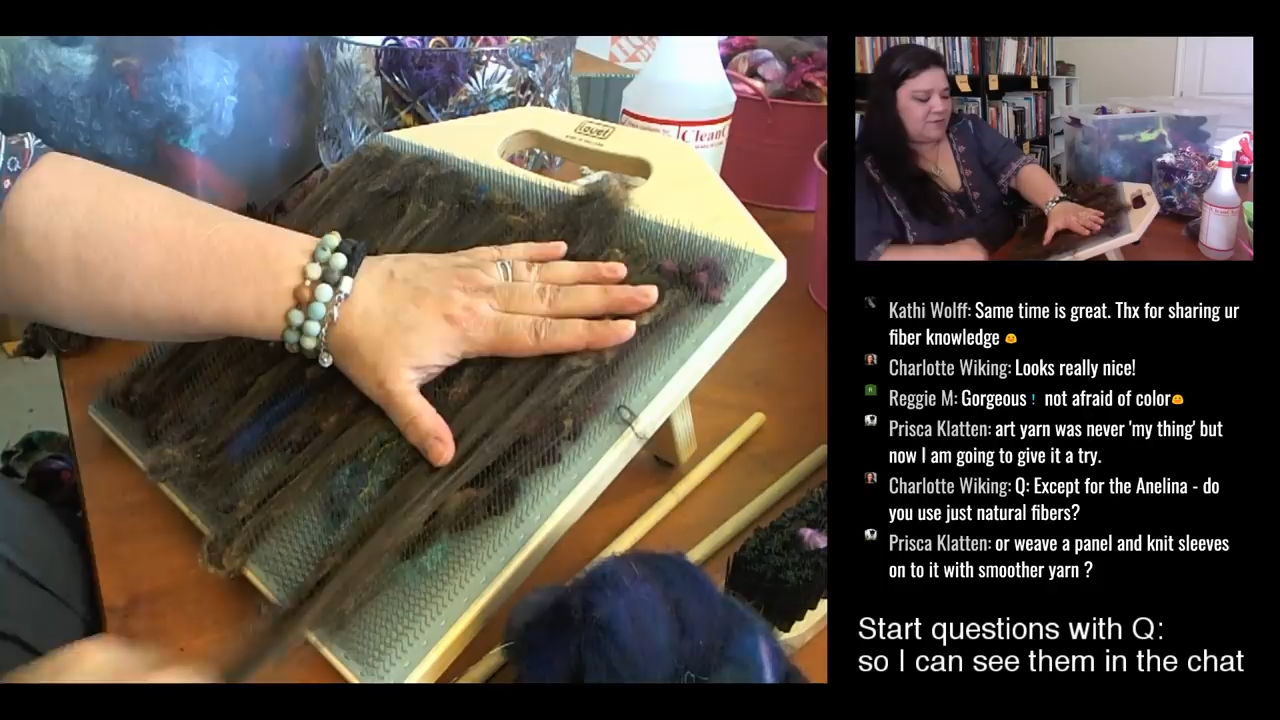 Louet
Clean
Kathi Wolff: Same time is great. Thx for sharing ur
fiber knowledge
Charlotte Wiking: Looks really nice!
Reggie M: Gorgeous ! not afraid of color
Prisca Klatten: art yarn was never 'my thing' but
now I am going to give it a try.
Charlotte Wiking: Q: Except for the Anelina - do
you use just natural fibers?
Prisca Klatten: or weave a panel and knit sleeves
on to it with smoother yarn ?
Start questions with Q:
so I can see them in the chat